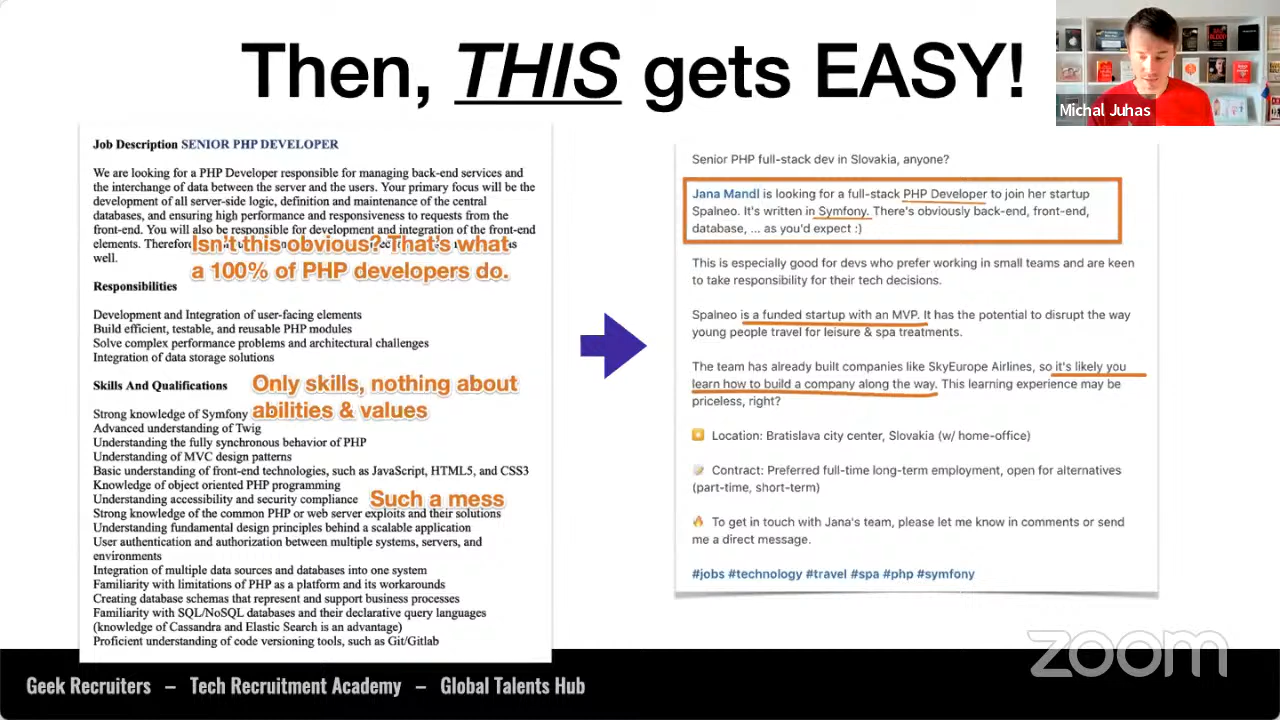 Then, THIS gets EASY!
Michal Juhas
Job Description SENIOR PHP DEVELOPER
We are looking for a PHP Developer responsible for managing back-end services and
the interchange of data between the server and the users. Your primary focus will be the
development of all server-side logic, definition and maintenance of the central
databases, and ensuring high performance and responsiveness to requests from the
front-end. You will also be responsible for development and integration of the front-end
elements. Therefore
well.
Isn't this obvious? That's what
a 100% of PHP developers do.
Responsibilities
Development and Integration of user-facing elements
Build efficient, testable, and reusable PHP modules
Solve complex performance problems and architectural challenges
Integration of data storage solutions
Skills And Qualifications
Only skills, nothing about
abilities & values
Strong knowledge of Symfony
Advanced understanding of Twig
Understanding the fully synchronous behavior of PHP
Understanding of MVC design patterns
Basic understanding of front-end technologies, such as JavaScript, HTML5, and CSS3
Knowledge of object oriented PHP programming
Understanding accessibility and security compliance
Such a mess
Strong knowledge of the common PHP or web server exploits and their solutions
Understanding fundamental design principles behind a scalable application
User authentication and authorization between multiple systems, servers, and
environments
Integration of multiple data sources and databases into one system
Familiarity with limitations of PHP as a platform and its workarounds
Creating database schemas that represent and support business processes
Familiarity with SQL/NoSQL databases and their declarative query languages
(knowledge of Cassandra and Elastic Search is an advantage)
Proficient understanding of code versioning tools, such as Git/Gitlab
Senior PHP full-stack dev in Slovakia, anyone?
Jana Mandl is looking for a full-stack PHP Developer to join her startup
Spalneo. It's written in Symfony. There's obviously back-end, front-end,
database, ... as you'd expect :)
This is especially good for devs who prefer working in small teams and are keen
to take responsibility for their tech decisions.
Spalneo is a funded startup with an MVP. It has the potential to disrupt the way
young people travel for leisure & spa treatments.
The team has already built companies like SkyEurope Airlines, so it's likely you
learn how to build a company along the way. This learning experience may be
priceless, right?
Location: Bratislava city center, Slovakia (w/ home-office)
Contract: Preferred full-time long-term employment, open for alternatives
(part-time, short-term)
To get in touch with Jana's team, please let me know in comments or send
me a direct message.
#jobs #technology #travel #spa #php #symfony
zoom
Geek Recruiters – Tech Recruitment Academy – Global Talents Hub